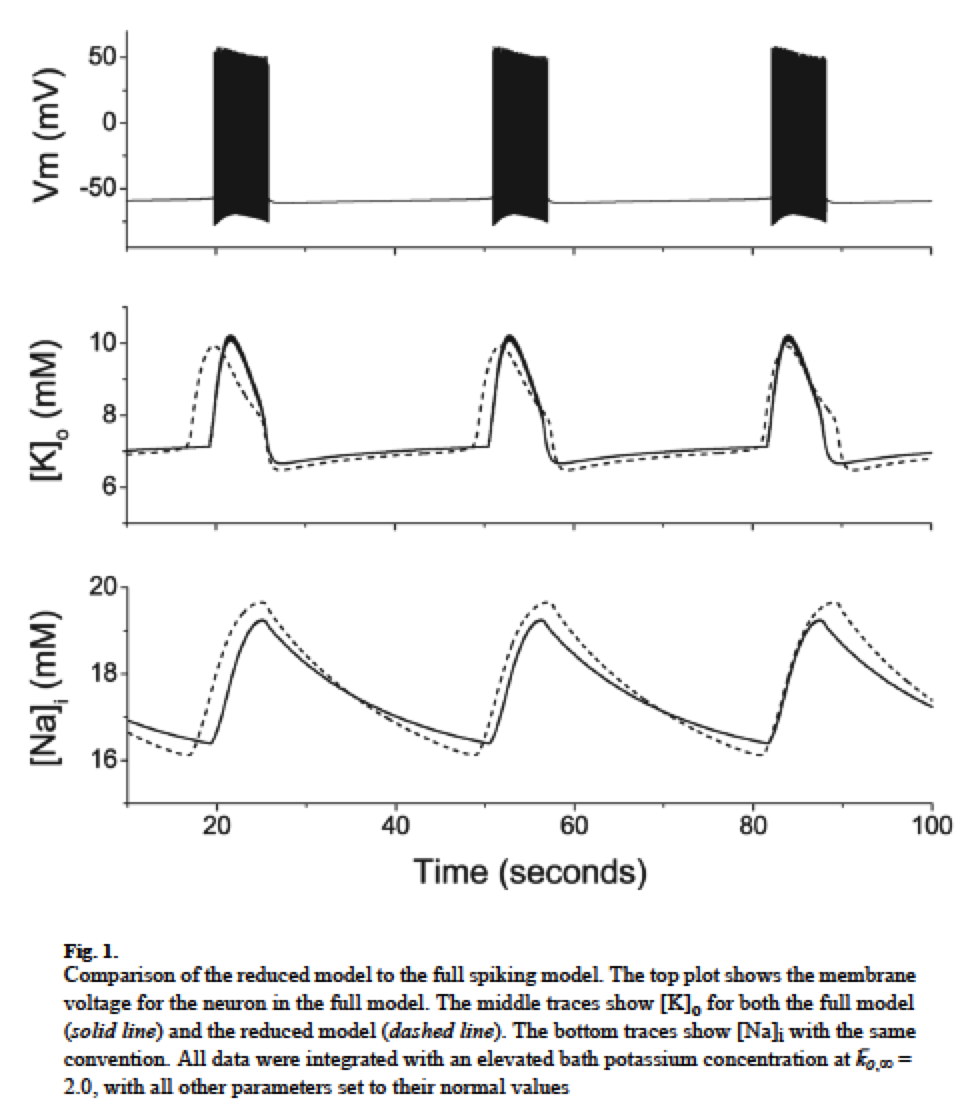 50
0
-50
Vm (mV)
10
8
6
[K]o (mM)
20
18
16
[Na]i (mM)
20 40 60 80 100
Time (seconds)
Fig. 1.
Comparison of the reduced model to the full spiking model. The top plot shows the membrane
voltage for the neuron in the full model. The middle traces show [K]o for both the full model
(solid line) and the reduced model (dashed line). The bottom traces show [Na]i with the same
convention. All data were integrated with an elevated bath potassium concentration at k̄o,∞ =
2.0, with all other parameters set to their normal values